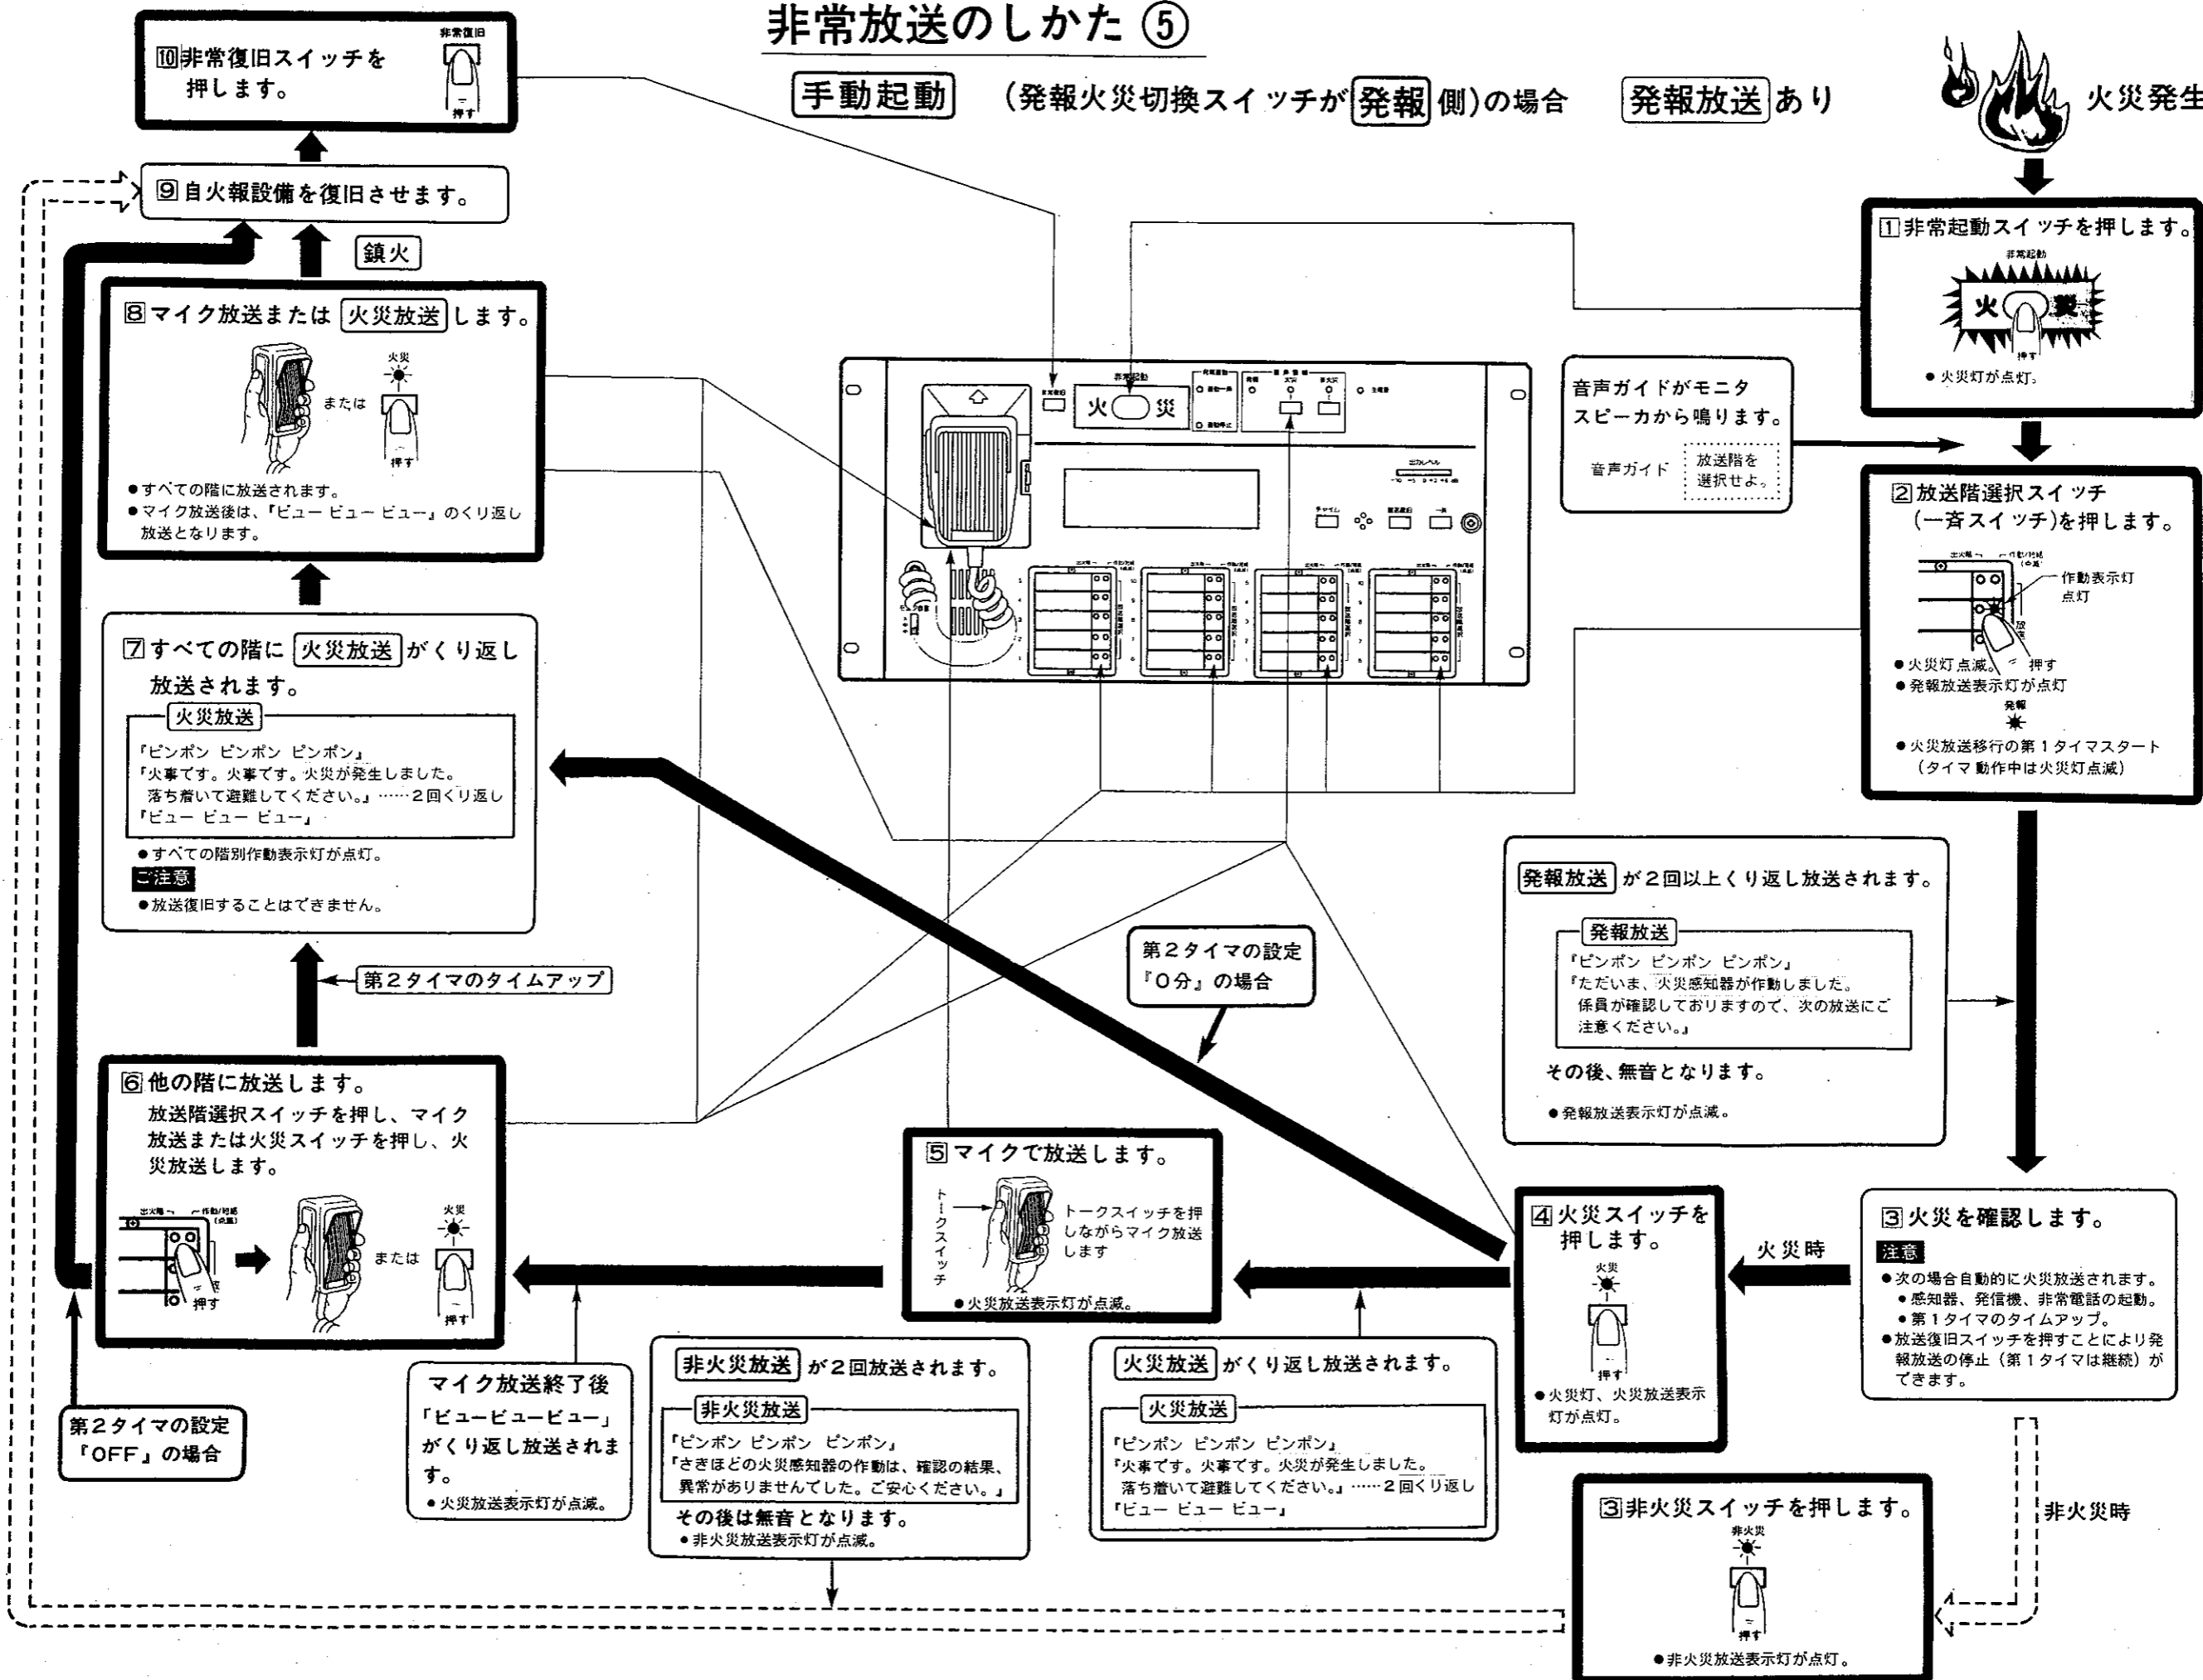 非常放送のしかた ⑤
手動起動 (発報火災切換スイッチが発報側)の場合 発報放送あり
火災発生
1 非常起動スイッチを押します。
非常起動
火 災
押す
● 火災灯が点灯。
音声ガイドがモニタ
スピーカから鳴ります。
音声ガイド
放送階を
選択せよ。
2 放送階選択スイッチ
(一斉スイッチ)を押します。
出火階
作動表示灯
点灯
押す
● 火災灯点滅。
● 発報放送表示灯が点灯
発報
● 火災放送移行の第1タイマスタート
(タイマ動作中は火災灯点滅)
発報放送 が2回以上くり返し放送されます。
発報放送
『ピンポン ピンポン ピンポン』
『ただいま、火災感知器が作動しました。
係員が確認しておりますので、次の放送にご
注意ください。』
その後、無音となります。
● 発報放送表示灯が点滅。
3 火災を確認します。
注意
● 次の場合自動的に火災放送されます。
● 感知器、発信機、非常電話の起動。
● 第1タイマのタイムアップ。
● 放送復旧スイッチを押すことにより発
報放送の停止(第1タイマは継続)が
できます。
火災時
非火災時
3 非火災スイッチを押します。
非火災
押す
● 非火災放送表示灯が点灯。
4 火災スイッチを
押します。
火災
押す
● 火災灯、火災放送表示
灯が点灯。
第2タイマの設定
『0分』の場合
火災放送 がくり返し放送されます。
火災放送
『ピンポン ピンポン ピンポン』
『火事です。火事です。火災が発生しました。
落ち着いて避難してください。』……2回くり返し
『ピュー ピュー ピュー』
5 マイクで放送します。
トークスイッチ
トークスイッチを押
しながらマイク放送
します
● 火災放送表示灯が点滅。
非火災放送 が2回放送されます。
非火災放送
『ピンポン ピンポン ピンポン』
『さきほどの火災感知器の作動は、確認の結果、
異常がありませんでした。ご安心ください。』
その後は無音となります。
● 非火災放送表示灯が点滅。
マイク放送終了後
「ピューピューピュー」
がくり返し放送されま
す。
● 火災放送表示灯が点滅。
6 他の階に放送します。
放送階選択スイッチを押し、マイク
放送または火災スイッチを押し、火
災放送します。
出火階
押す
または
火災
押す
第2タイマの設定
『OFF』の場合
第2タイマのタイムアップ
7 すべての階に 火災放送 がくり返し
放送されます。
火災放送
『ピンポン ピンポン ピンポン』
『火事です。火事です。火災が発生しました。
落ち着いて避難してください。』……2回くり返し
『ピュー ピュー ピュー』
● すべての階別作動表示灯が点灯。
ご注意
● 放送復旧することはできません。
8 マイク放送または 火災放送 します。
または
火災
押す
● すべての階に放送されます。
● マイク放送後は、『ピュー ピュー ピュー』のくり返し
放送となります。
鎮火
9 自火報設備を復旧させます。
10 非常復旧スイッチを
押します。
非常復旧
押す
非常復旧
非常起動
火 災
発報
火災
非火災
出力レベル
チャイム
放送復旧
一斉